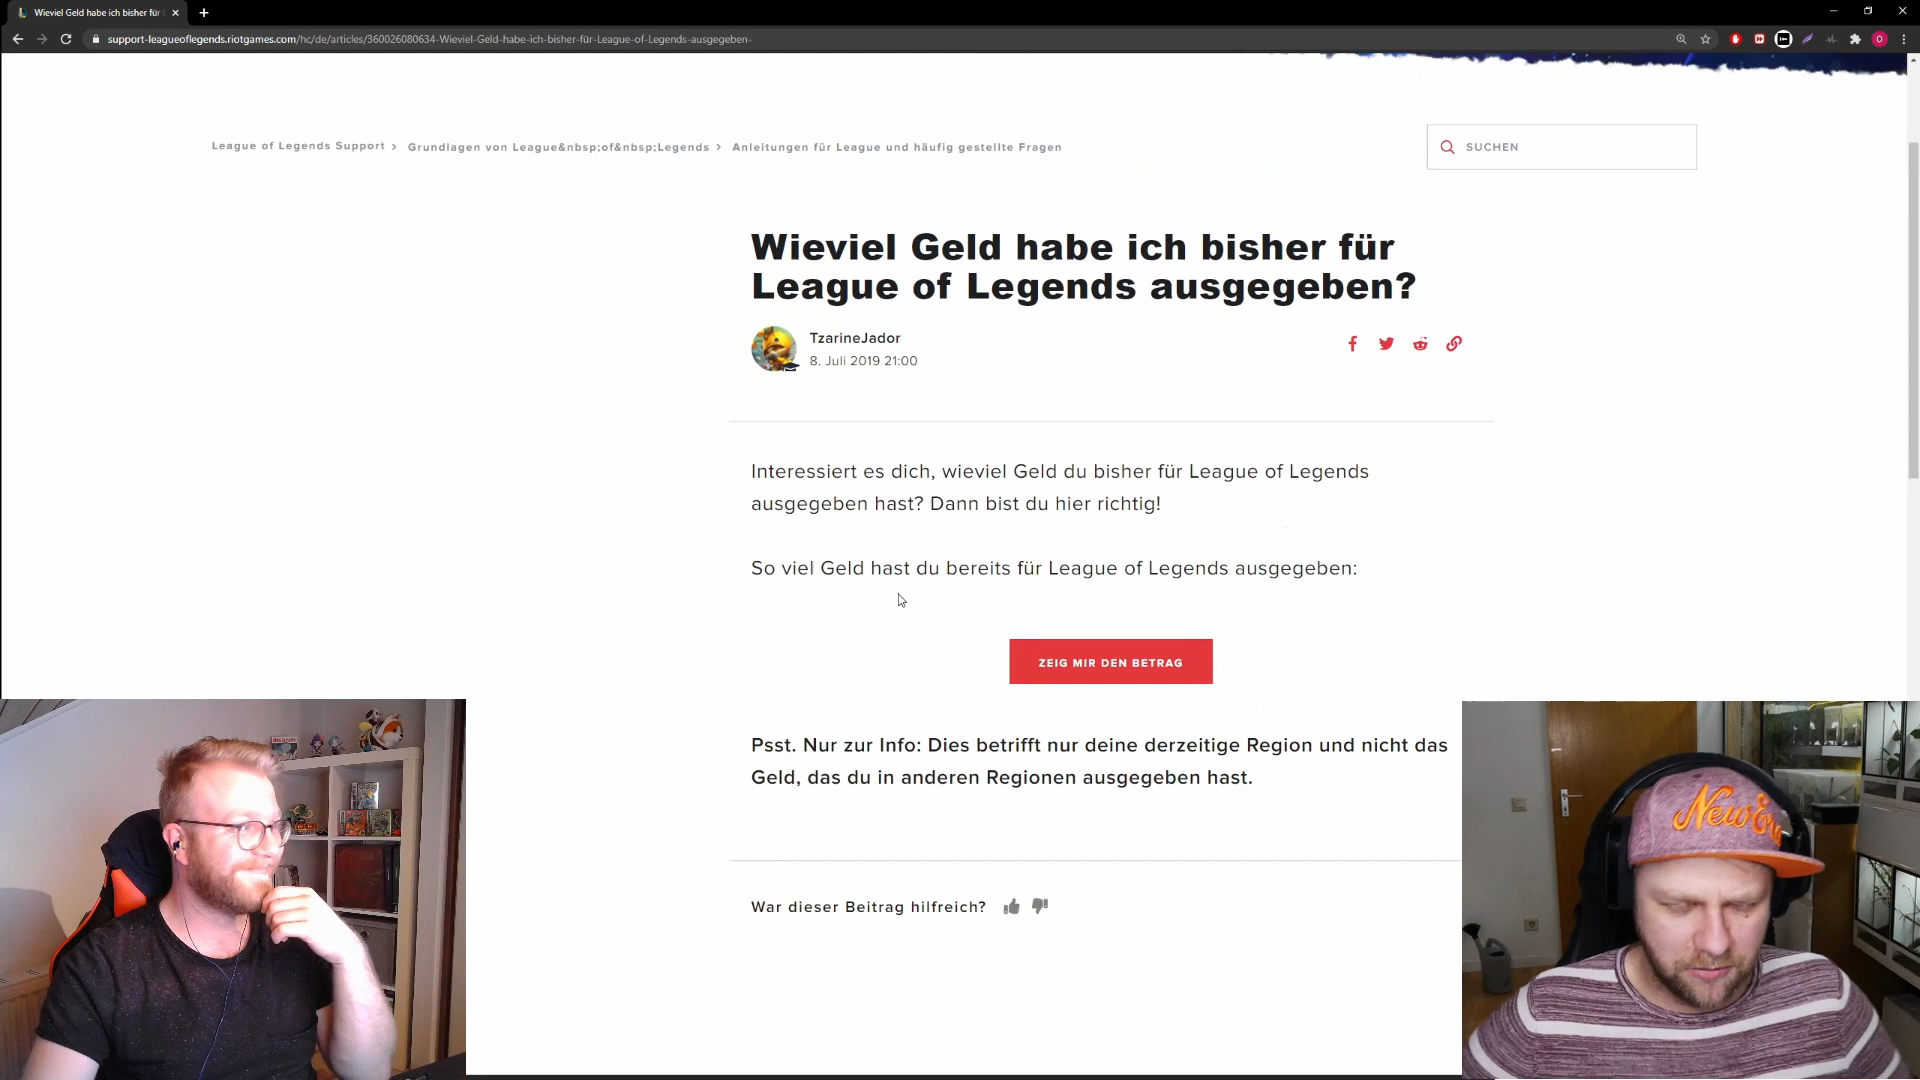 Wieviel Geld habe ich bisher für
support-leagueoflegends.riotgames.com/hc/de/articles/360026080634-Wieviel-Geld-habe-ich-bisher-für-League-of-Legends-ausgegeben-
League of Legends Support > Grundlagen von League&nbsp;of&nbsp;Legends > Anleitungen für League und häufig gestellte Fragen
SUCHEN
Wieviel Geld habe ich bisher für
League of Legends ausgegeben?
TzarineJador
8. Juli 2019 21:00
Interessiert es dich, wieviel Geld du bisher für League of Legends
ausgegeben hast? Dann bist du hier richtig!
So viel Geld hast du bereits für League of Legends ausgegeben:
ZEIG MIR DEN BETRAG
Psst. Nur zur Info: Dies betrifft nur deine derzeitige Region und nicht das
Geld, das du in anderen Regionen ausgegeben hast.
War dieser Beitrag hilfreich?
New Era